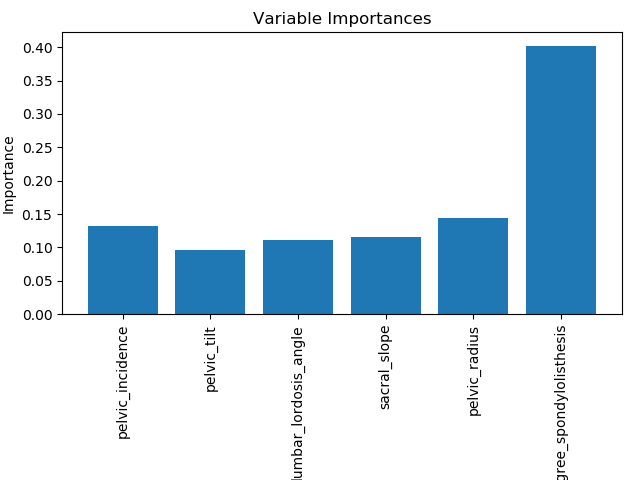 Variable Importances
Importance
0.40
0.35
0.30
0.25
0.20
0.15
0.10
0.05
0.00
pelvic_incidence
pelvic_tilt
lumbar_lordosis_angle
sacral_slope
pelvic_radius
gree_spondylolisthesis